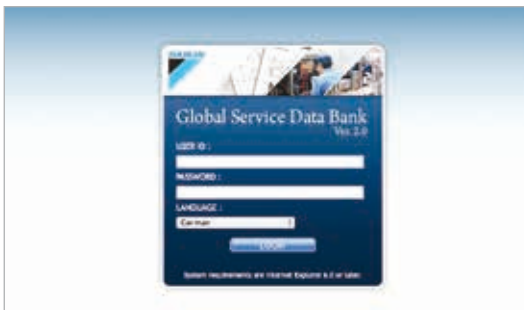 DAIKIN
Global Service Data Bank
Ver. 2.0
USER ID :
PASSWORD :
LANGUAGE :
German
LOGIN
System requirements are Internet Explorer 6.0 or later.